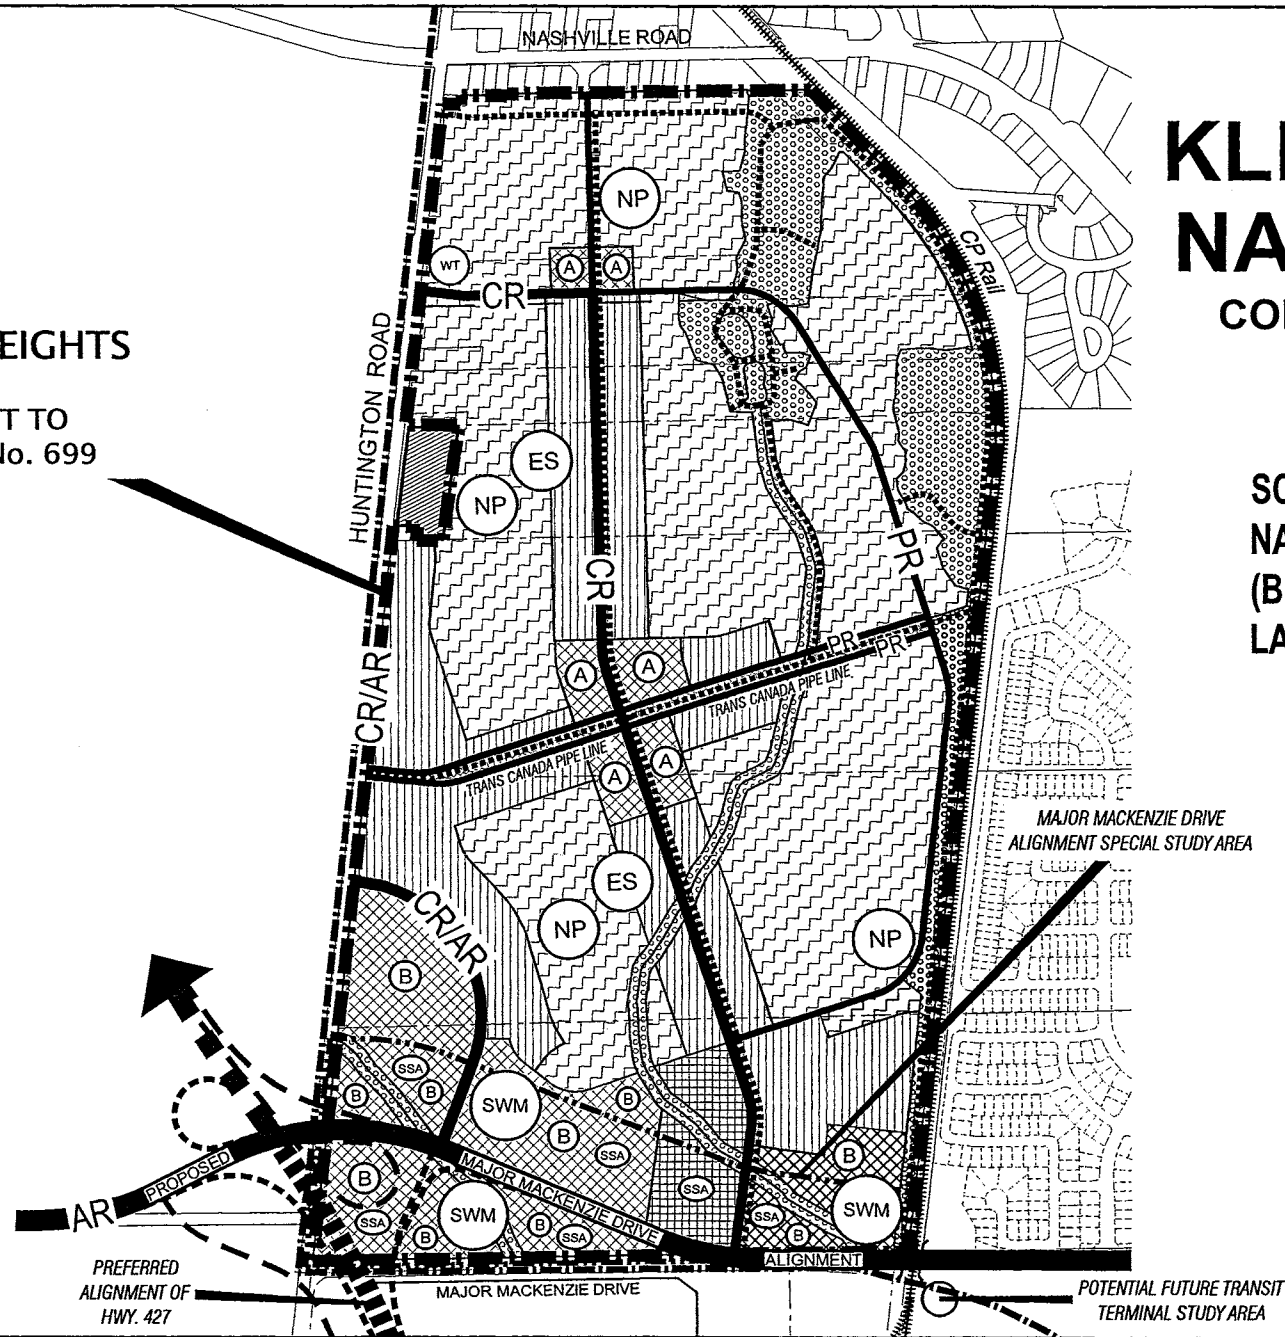 NASHVILLE ROAD
KLI
NA
CO
NP
CP Rail
WT
A
A
CR
EIGHTS
T TO
No. 699
HUNTINGTON ROAD
ES
NP
SC
NA
(B
LA
PR
CR
CR/AR
PR
PR
A
A
TRANS CANADA PIPE LINE
TRANS CANADA PIPE LINE
A
A
MAJOR MACKENZIE DRIVE
ALIGNMENT SPECIAL STUDY AREA
ES
CR/AR
NP
NP
B
SSA
B
B
SWM
B
B
SSA
B
PROPOSED
MAJOR MACKENZIE DRIVE
B
SSA
AR
SWM
SSA
B
B
SSA
SSA
B
SWM
ALIGNMENT
PREFERRED
ALIGNMENT OF
HWY. 427
MAJOR MACKENZIE DRIVE
POTENTIAL FUTURE TRANSIT
TERMINAL STUDY AREA